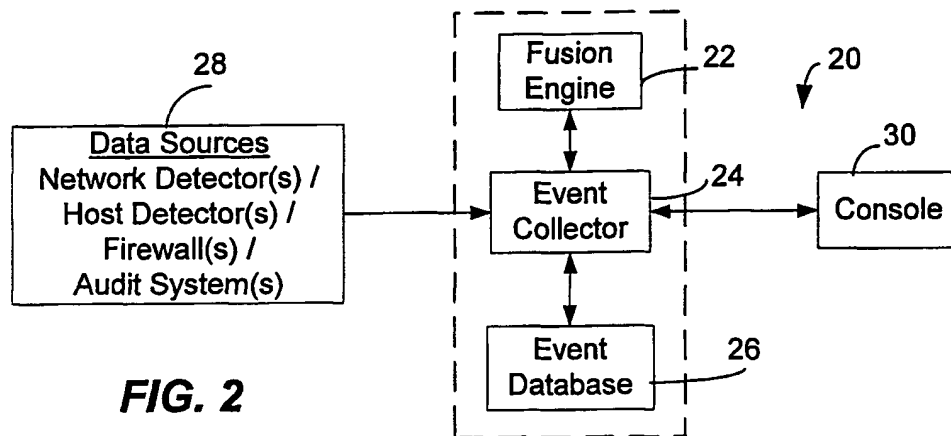 28
Data Sources
Network Detector(s) /
Host Detector(s) /
Firewall(s) /
Audit System(s)
Fusion
Engine
22
20
Event
Collector
24
30
Console
Event
Database
26
FIG. 2